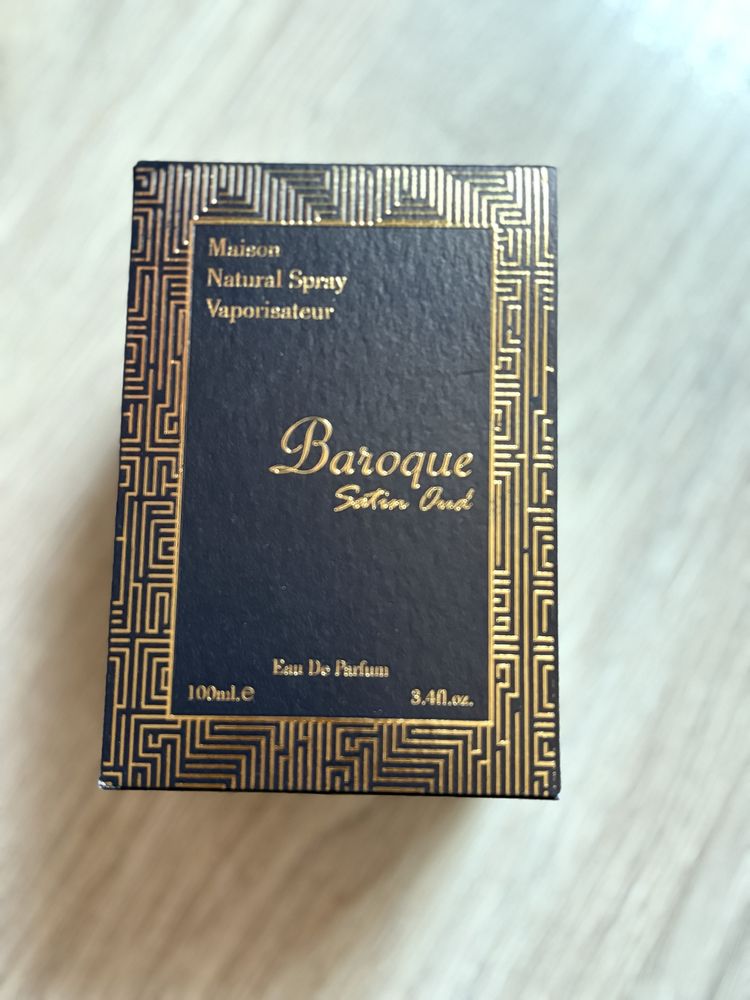 Maison
Natural Spray
Vaporisateur
Baroque
Satin Oud
Eau De Parfum
100ml.e 3.4fl.oz.